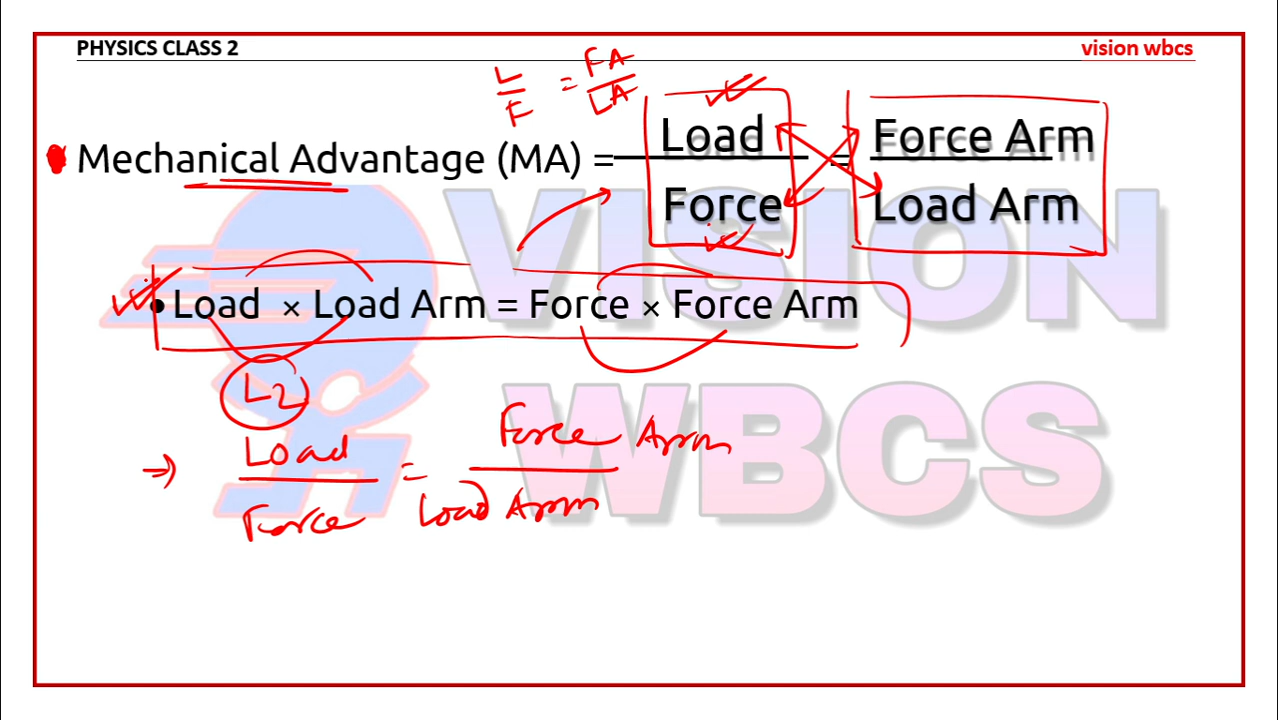 PHYSICS CLASS 2
vision wbcs
L/F = FA/LA
Mechanical Advantage (MA) = Load/Force = Force Arm/Load Arm
• Load × Load Arm = Force × Force Arm
L2
⇒ Load/Force = Force Arm/Load Arm
VISION
WBCS